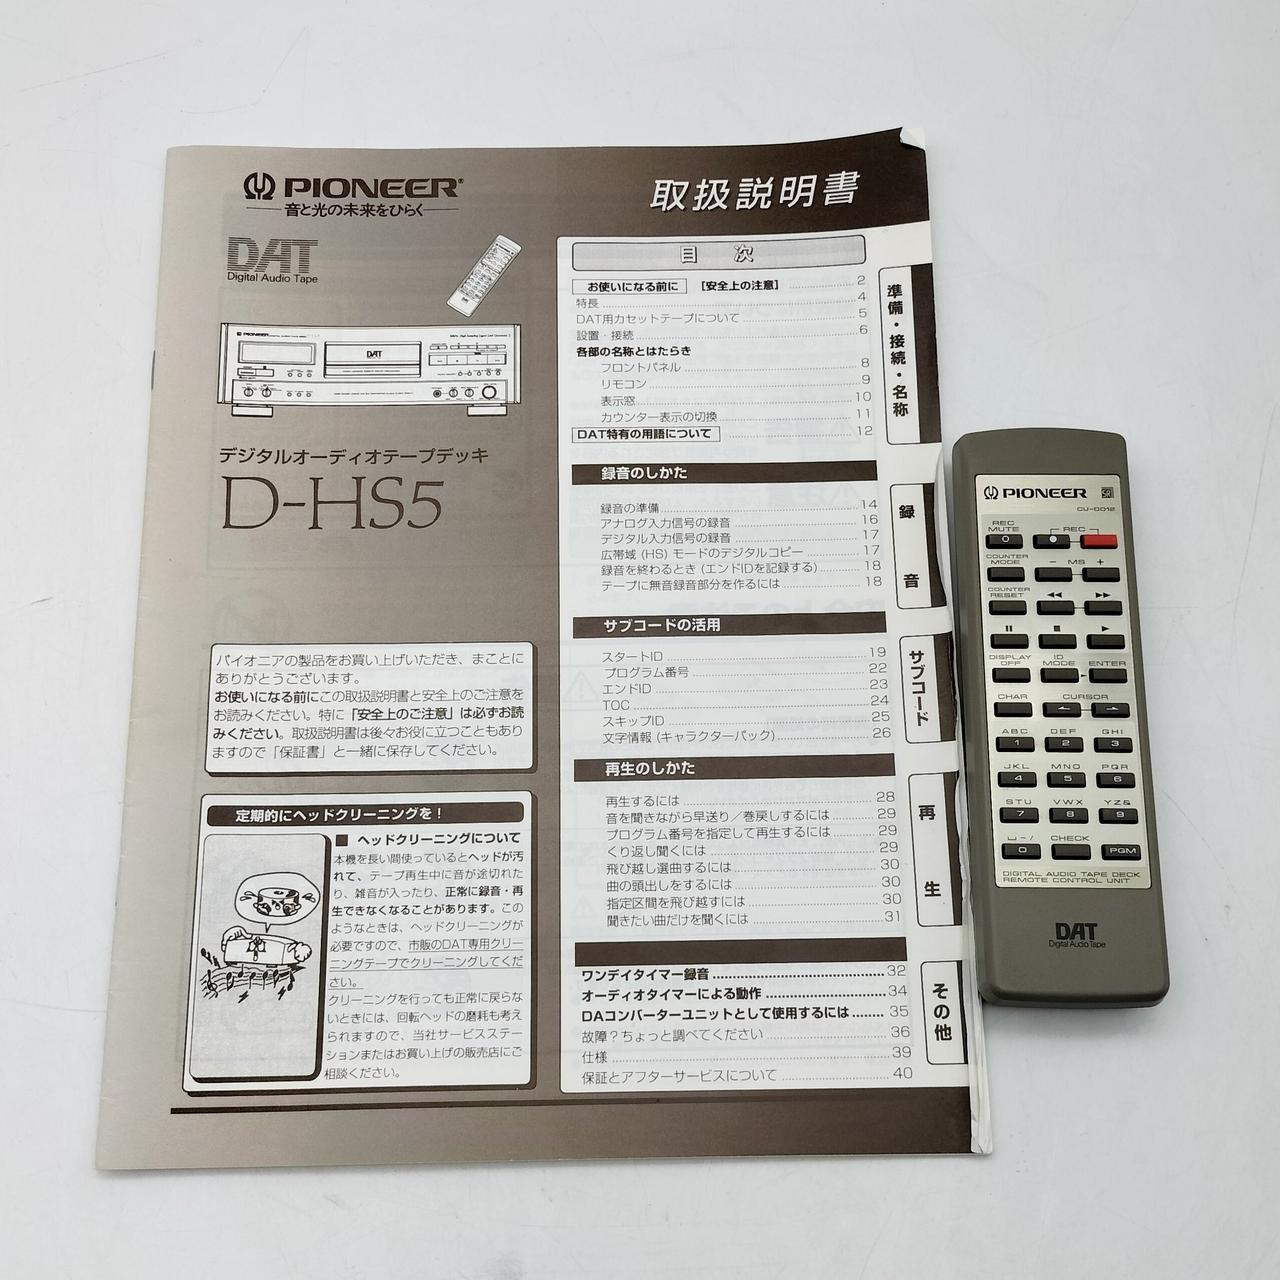 PIONEER®
音と光の未来をひらく
取扱説明書
DAT
Digital Audio Tape
PIONEER
DAT
デジタルオーディオテープデッキ
D-HS5
パイオニアの製品をお買い上げいただき、まことに
ありがとうございます。
お使いになる前にこの取扱説明書と安全上のご注意を
お読みください。特に「安全上のご注意」は必ずお読
みください。取扱説明書は後々お役に立つこともあり
ますので「保証書」と一緒に保存してください。
定期的にヘッドクリーニングを!
■ ヘッドクリーニングについて
本機を長い間使っているとヘッドが汚
れて、テープ再生中に音が途切れた
り、雑音が入ったり、正常に録音・再
生できなくなることがあります。この
ようなときは、ヘッドクリーニングが
必要ですので、市販のDAT専用クリー
ニングテープでクリーニングしてくだ
さい。
クリーニングを行っても正常に戻らな
いときには、回転ヘッドの磨耗も考え
られますので、当社サービスステー
ションまたはお買い上げの販売店にご
相談ください。
目 次
お使いになる前に [安全上の注意] 2
特長 4
DAT用カセットテープについて 5
設置・接続 6
各部の名称とはたらき
フロントパネル 8
リモコン 9
表示窓 10
カウンター表示の切換 11
DAT特有の用語について 12
録音のしかた
録音の準備 14
アナログ入力信号の録音 16
デジタル入力信号の録音 17
広帯域 (HS) モードのデジタルコピー 17
録音を終わるとき (エンドIDを記録する) 18
テープに無音録音部分を作るには 18
サブコードの活用
スタートID 19
プログラム番号 22
エンドID 23
TOC 24
スキップID 25
文字情報 (キャラクターパック) 26
再生のしかた
再生するには 28
音を聞きながら早送り/巻戻しするには 29
プログラム番号を指定して再生するには 29
くり返し聞くには 29
飛び越し選曲するには 30
曲の頭出しをするには 30
指定区間を飛び越すには 30
聞きたい曲だけを聞くには 31
ワンデイタイマー録音 32
オーディオタイマーによる動作 34
DAコンバーターユニットとして使用するには 35
故障?ちょっと調べてください 36
仕様 39
保証とアフターサービスについて 40
準備・接続・名称
録音
サブコード
再生
その他
PIONEER SR
CU-D012
REC MUTE
REC
COUNTER MODE
− MS +
COUNTER RESET
◀◀ ▶▶
⏸ ■ ▶
DISPLAY OFF
ID MODE
ENTER
CHAR CURSOR
ABC DEF GHI
1 2 3
JKL MNO PQR
4 5 6
STU VWX YZ&
7 8 9
⌴ − / CHECK
0 PGM
DIGITAL AUDIO TAPE DECK
REMOTE CONTROL UNIT
DAT
Digital Audio Tape